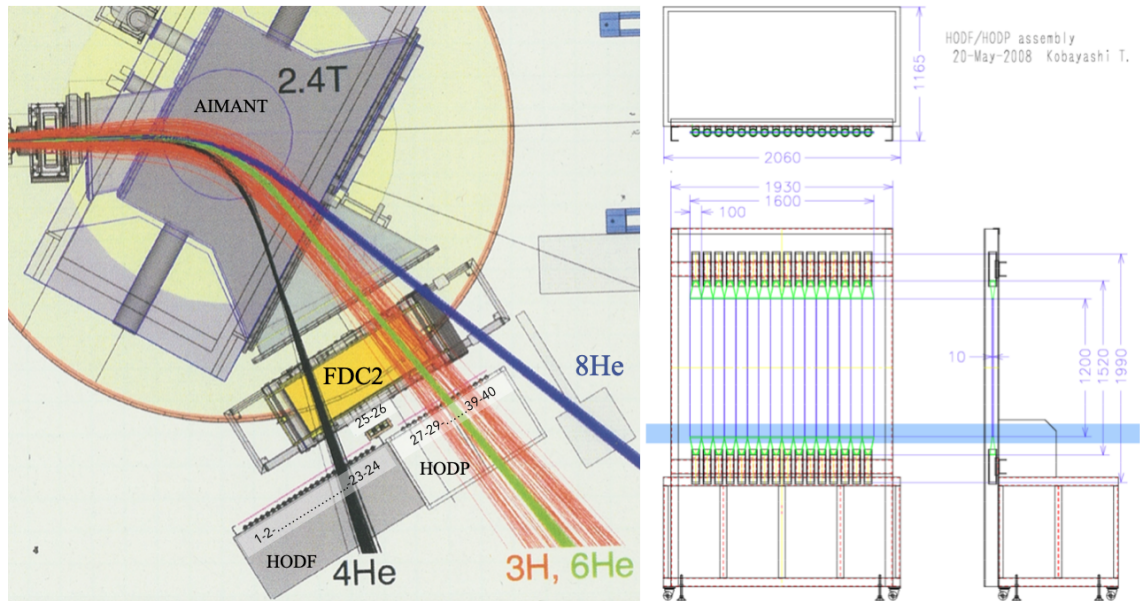 2.4T
AIMANT
FDC2
25-26
27-29........39-40
HODP
1-2-...................-23-24
HODF
8He
4He
3H, 6He
HODF/HODP assembly
20-May-2008 Kobayashi T.
1165
2060
1930
1600
100
10
1200
1520
1990